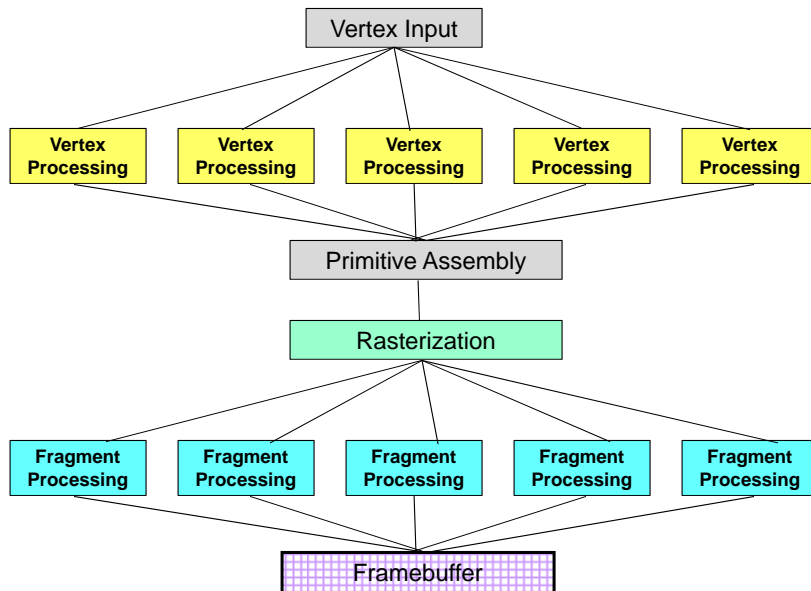 Vertex Input
Vertex
Processing
Vertex
Processing
Vertex
Processing
Vertex
Processing
Vertex
Processing
Primitive Assembly
Rasterization
Fragment
Processing
Fragment
Processing
Fragment
Processing
Fragment
Processing
Fragment
Processing
Framebuffer